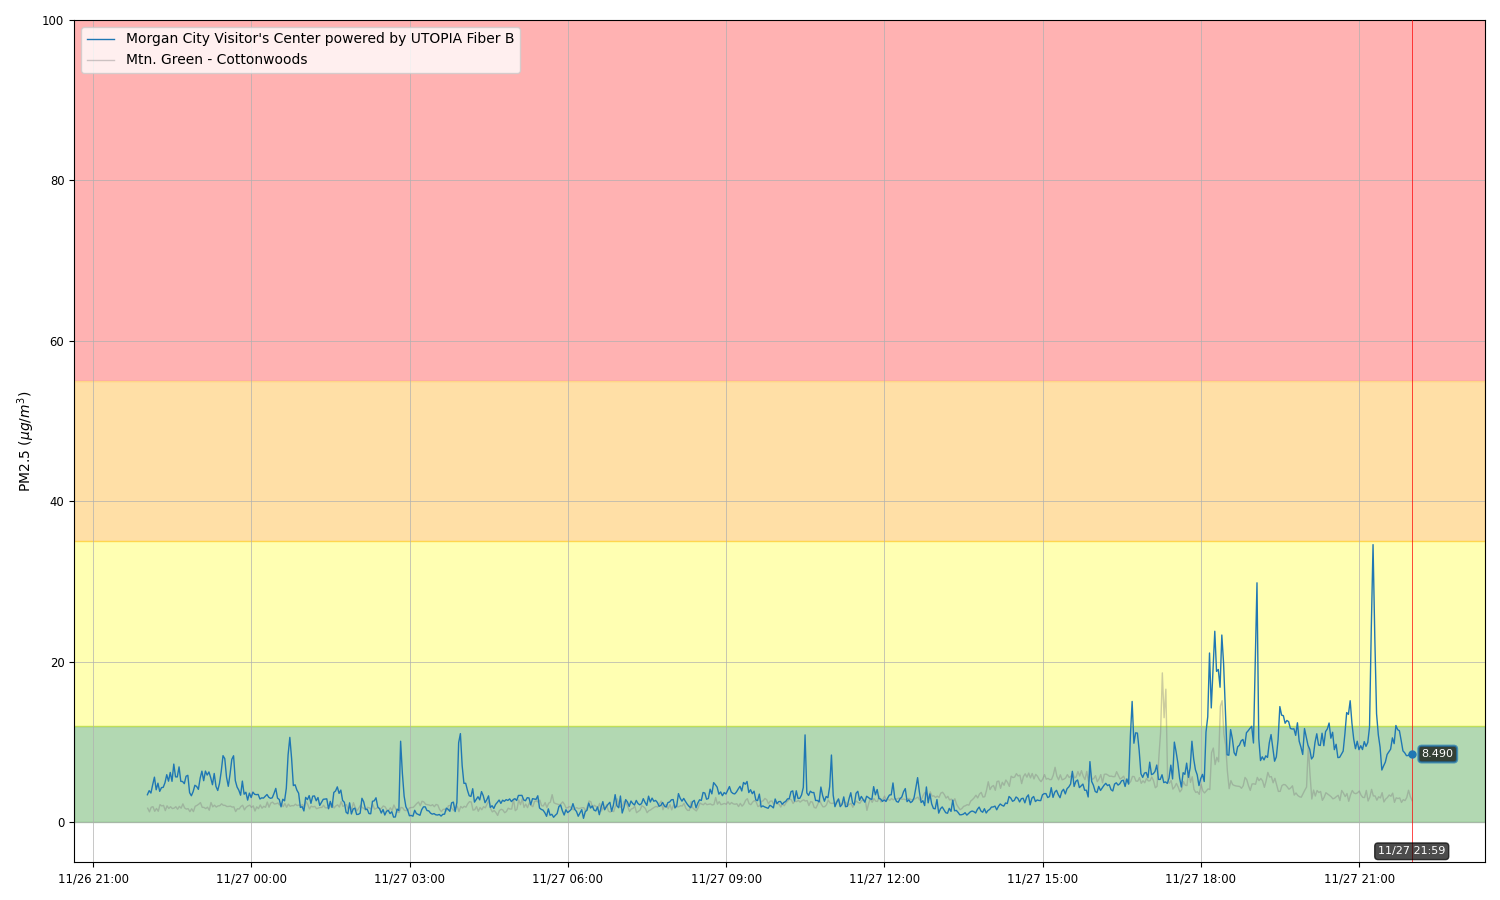 100
80
60
40
20
0
PM2.5 (μg/m³)
Morgan City Visitor's Center powered by UTOPIA Fiber B
Mtn. Green - Cottonwoods
8.490
11/27 21:59
11/26 21:00 11/27 00:00 11/27 03:00 11/27 06:00 11/27 09:00 11/27 12:00 11/27 15:00 11/27 18:00 11/27 21:00